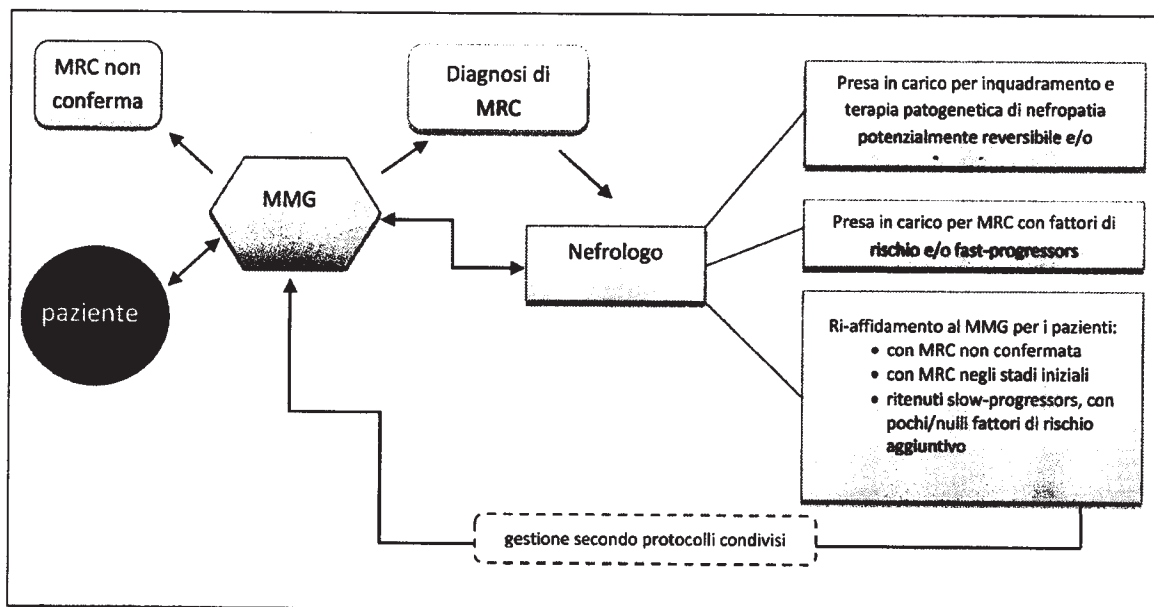 MRC non
conferma
Diagnosi di
MRC
MMG
paziente
Nefrologo
Presa in carico per inquadramento e
terapia patogenetica di nefropatia
potenzialmente reversibile e/o
Presa in carico per MRC con fattori di
rischio e/o fast-progressors
Ri-affidamento al MMG per i pazienti:
• con MRC non confermata
• con MRC negli stadi iniziali
• ritenuti slow-progressors, con
pochi/nulli fattori di rischio
aggiuntivo
gestione secondo protocolli condivisi